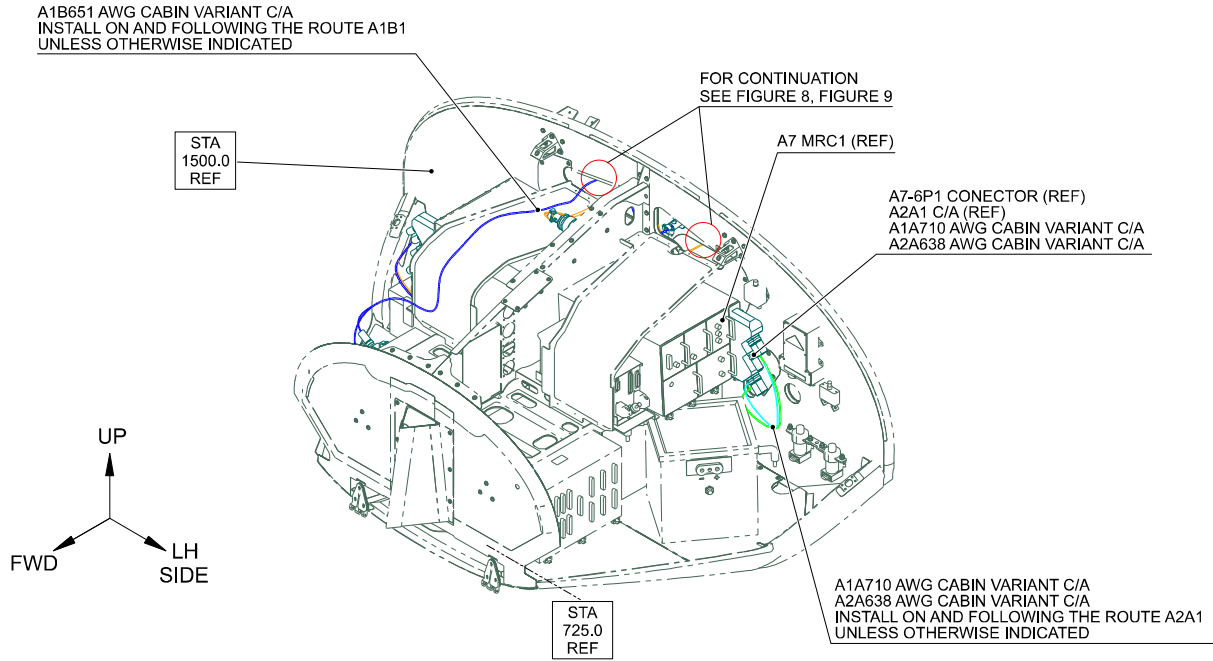 A1B651 AWG CABIN VARIANT C/A
INSTALL ON AND FOLLOWING THE ROUTE A1B1
UNLESS OTHERWISE INDICATED
FOR CONTINUATION
SEE FIGURE 8, FIGURE 9
STA
1500.0
REF
A7 MRC1 (REF)
A7-6P1 CONECTOR (REF)
A2A1 C/A (REF)
A1A710 AWG CABIN VARIANT C/A
A2A638 AWG CABIN VARIANT C/A
UP
FWD
LH
SIDE
STA
725.0
REF
A1A710 AWG CABIN VARIANT C/A
A2A638 AWG CABIN VARIANT C/A
INSTALL ON AND FOLLOWING THE ROUTE A2A1
UNLESS OTHERWISE INDICATED